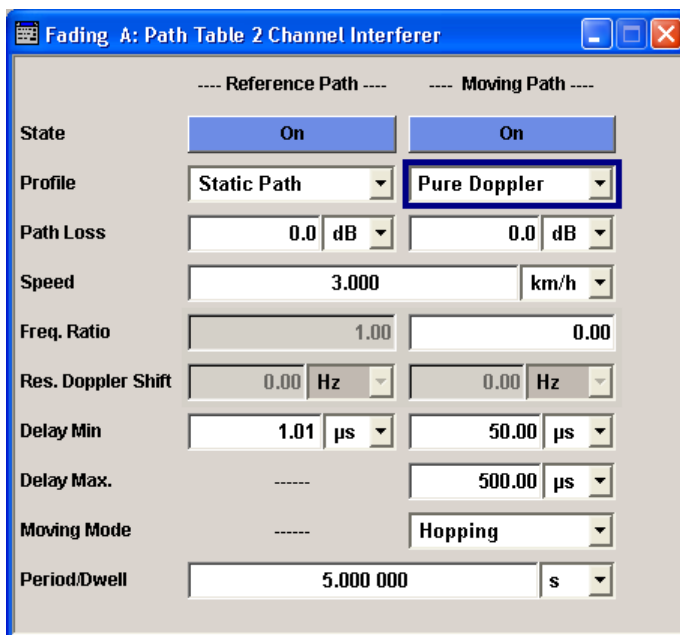 Fading A: Path Table 2 Channel Interferer
---- Reference Path ---- ---- Moving Path ----
State On On
Profile Static Path Pure Doppler
Path Loss 0.0 dB 0.0 dB
Speed 3.000 km/h
Freq. Ratio 1.00 0.00
Res. Doppler Shift 0.00 Hz 0.00 Hz
Delay Min 1.01 µs 50.00 µs
Delay Max. ------ 500.00 µs
Moving Mode ------ Hopping
Period/Dwell 5.000 000 s